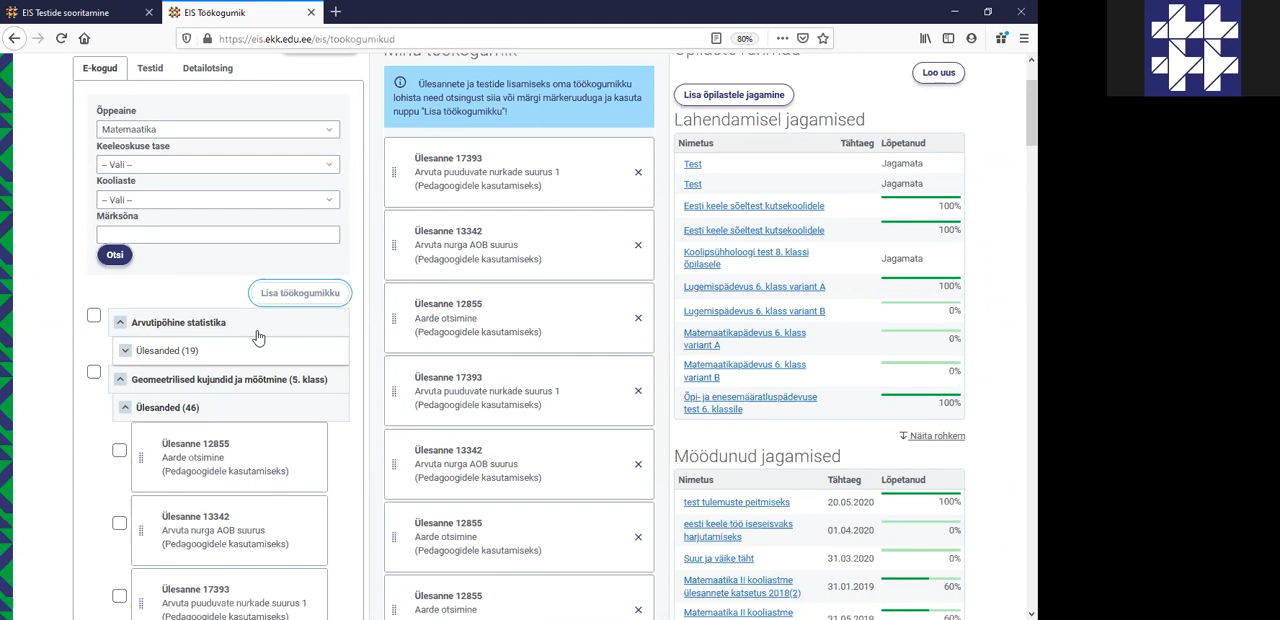 EIS Testide sooritamine
EIS Töökogumik
https://eis.ekk.edu.ee/eis/tookogumikud
80%
E-kogud
Testid
Detailotsing
Õppeaine
Matemaatika
Keeleoskuse tase
-- Vali --
Kooliaste
-- Vali --
Märksõna
Otsi
Lisa töökogumikku
Arvutipõhine statistika
Ülesanded (19)
Geomeetrilised kujundid ja mõõtmine (5. klass)
Ülesanded (46)
Ülesanne 12855
Aarde otsimine
(Pedagoogidele kasutamiseks)
Ülesanne 13342
Arvuta nurga AOB suurus
(Pedagoogidele kasutamiseks)
Ülesanne 17393
Arvuta puuduvate nurkade suurus 1
(Pedagoogidele kasutamiseks)
Minu töökogumik
Ülesannete ja testide lisamiseks oma töökogumikku
lohista need otsingust siia või märgi märkeruuduga ja kasuta
nuppu "Lisa töökogumikku"!
Ülesanne 17393
Arvuta puuduvate nurkade suurus 1
(Pedagoogidele kasutamiseks)
Ülesanne 13342
Arvuta nurga AOB suurus
(Pedagoogidele kasutamiseks)
Ülesanne 12855
Aarde otsimine
(Pedagoogidele kasutamiseks)
Ülesanne 17393
Arvuta puuduvate nurkade suurus 1
(Pedagoogidele kasutamiseks)
Ülesanne 13342
Arvuta nurga AOB suurus
(Pedagoogidele kasutamiseks)
Ülesanne 12855
Aarde otsimine
(Pedagoogidele kasutamiseks)
Ülesanne 12855
Aarde otsimine
Õpilaste rühmad
Loo uus
Lisa õpilastele jagamine
Lahendamisel jagamised
Nimetus Tähtaeg Lõpetanud
Test Jagamata
Test Jagamata
Eesti keele sõeltest kutsekoolidele 100%
Eesti keele sõeltest kutsekoolidele 100%
Koolipsühholoogi test 8. klassi
õpilasele Jagamata
Lugemispädevus 6. klass variant A 100%
Lugemispädevus 6. klass variant B 0%
Matemaatikapädevus 6. klass
variant A 0%
Matemaatikapädevus 6. klass
variant B 0%
Õpi- ja enesemääratluspädevuse
test 6. klassile 100%
Näita rohkem
Möödunud jagamised
Nimetus Tähtaeg Lõpetanud
test tulemuste peitmiseks 20.05.2020 100%
eesti keele töö iseseisvaks
harjutamiseks 01.04.2020 0%
Suur ja väike täht 31.03.2020 0%
Matemaatika II kooliastme
ülesannete katsetus 2018(2) 31.01.2019 60%
Matemaatika II kooliastme 31.05.2019 60%